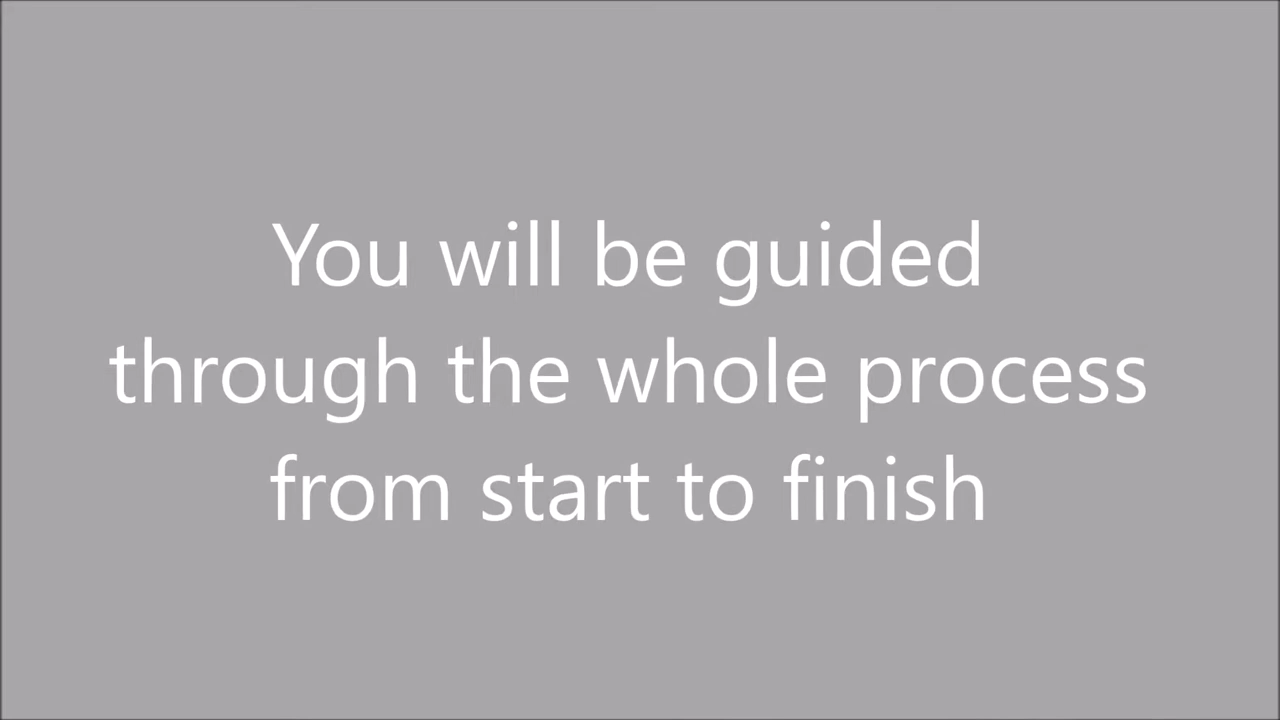 You will be guided
through the whole process
from start to finish